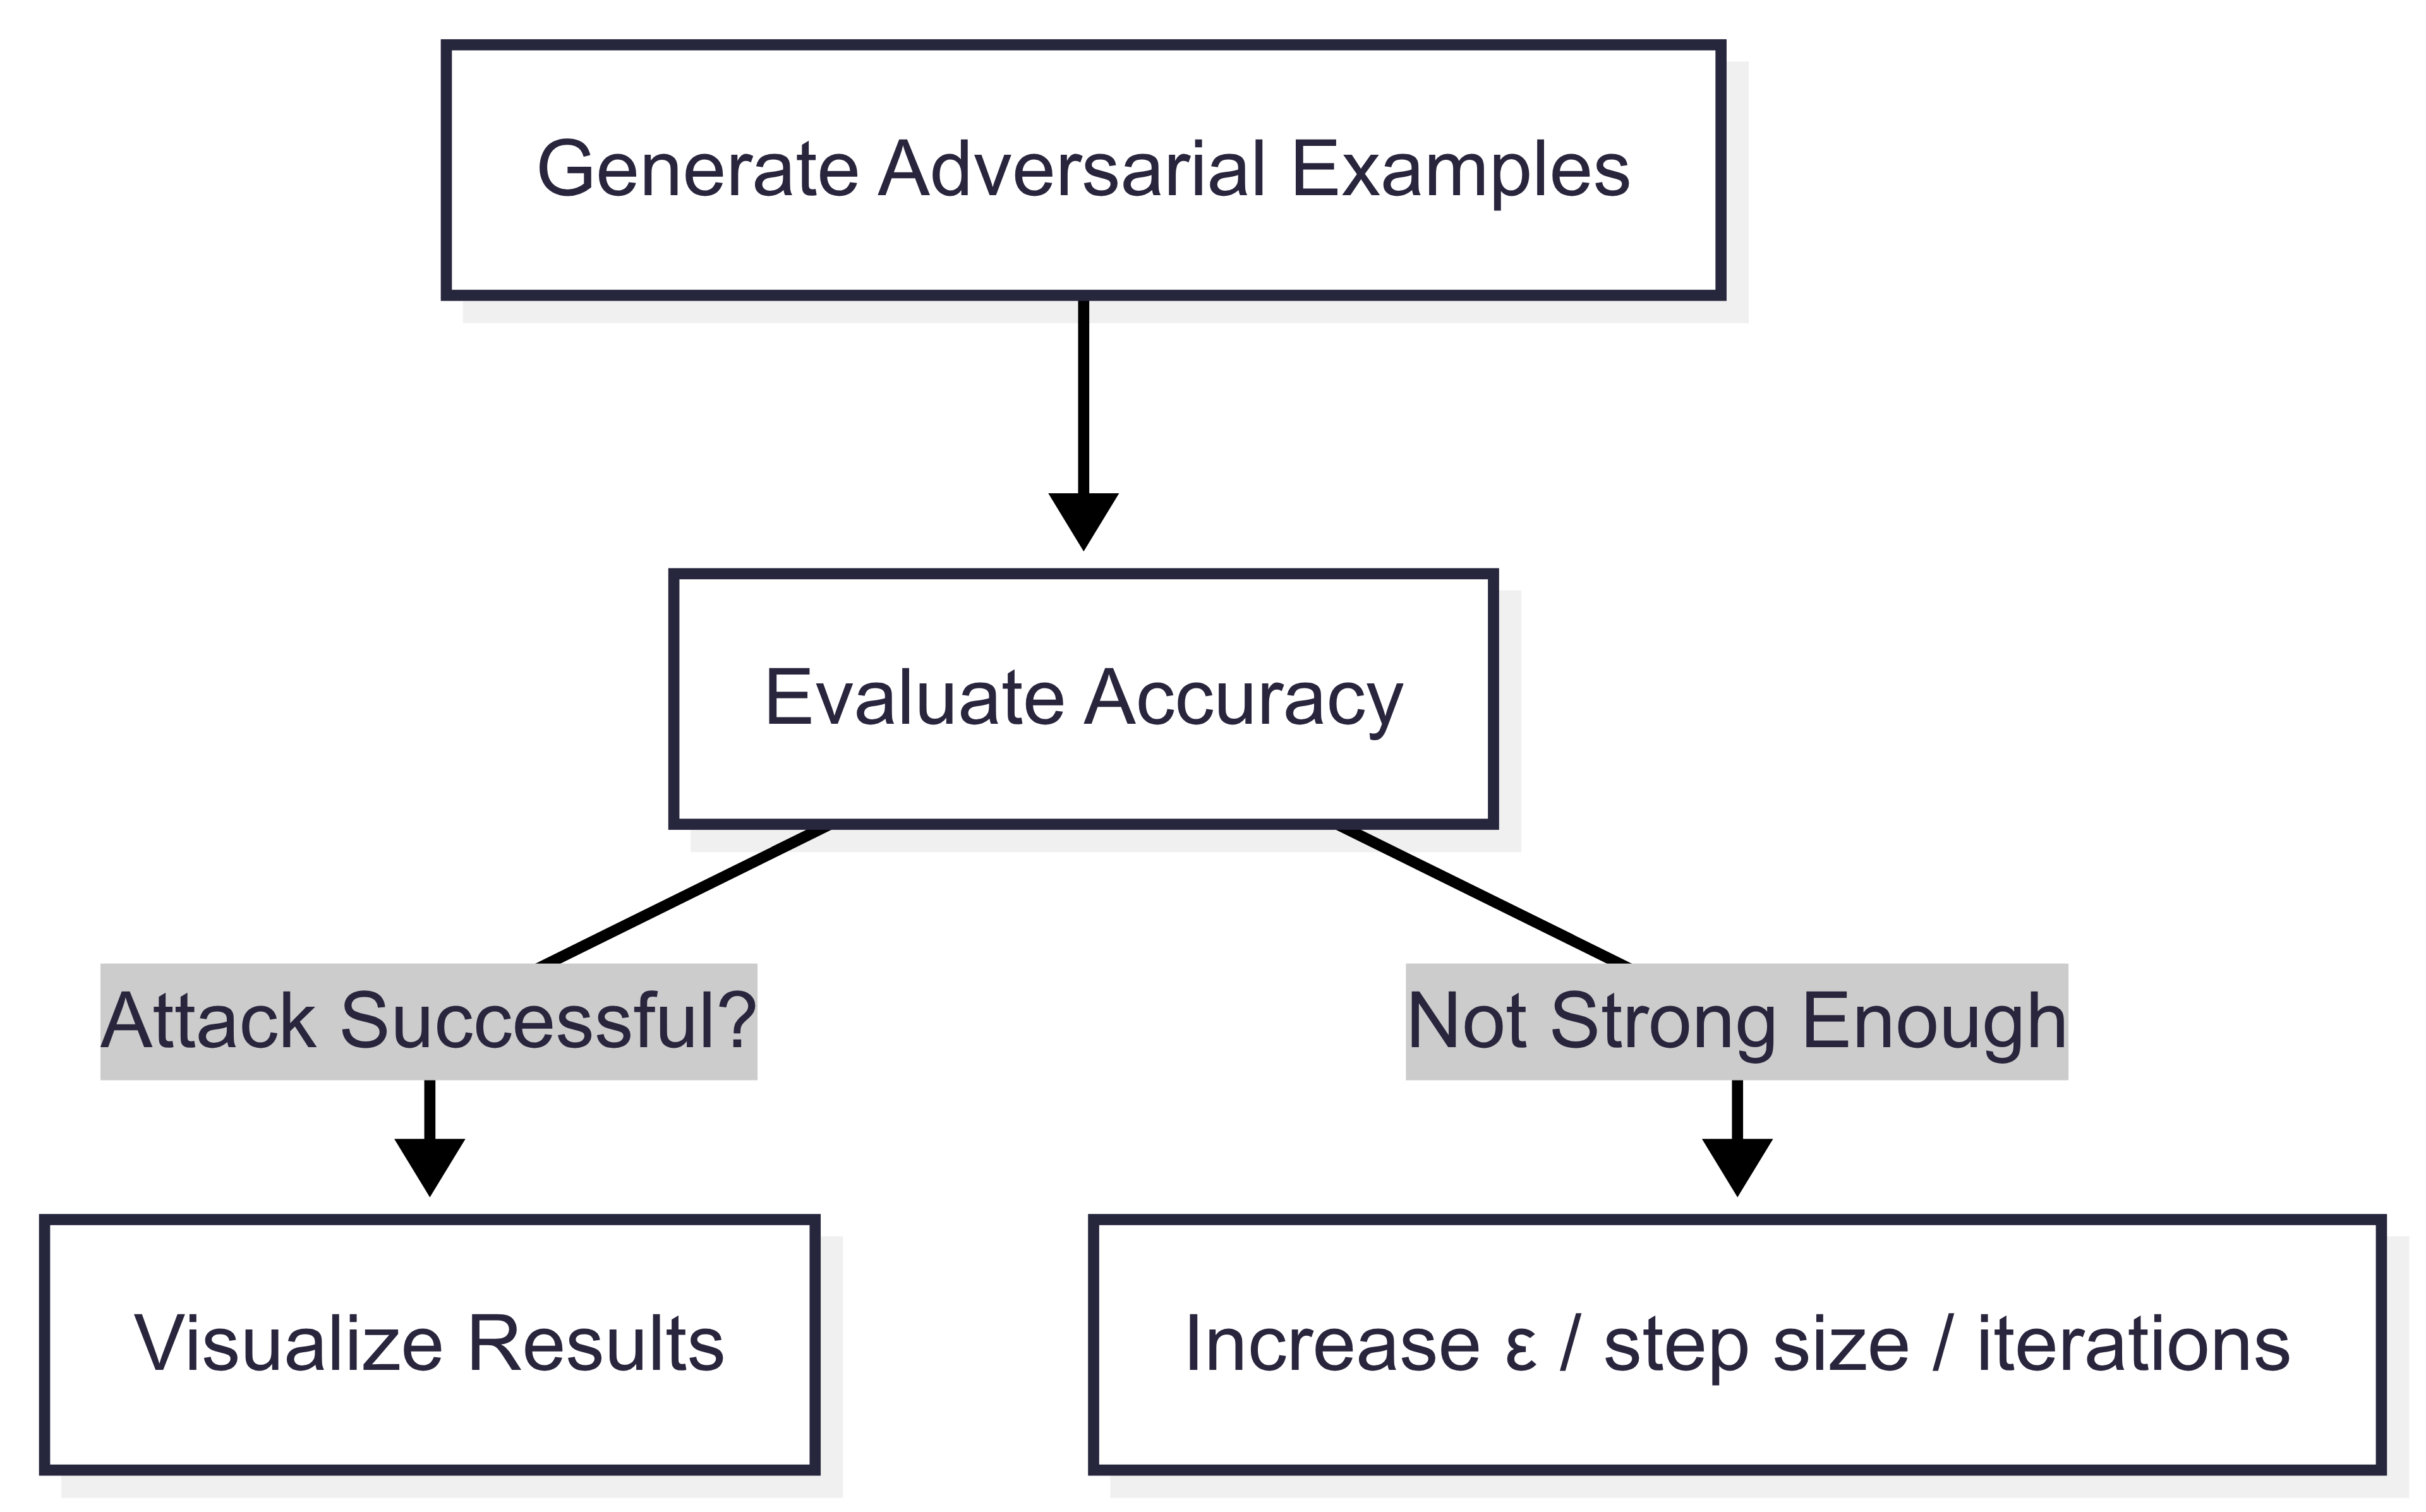 Generate Adversarial Examples
Evaluate Accuracy
Attack Successful?
Not Strong Enough
Visualize Results
Increase ε / step size / iterations